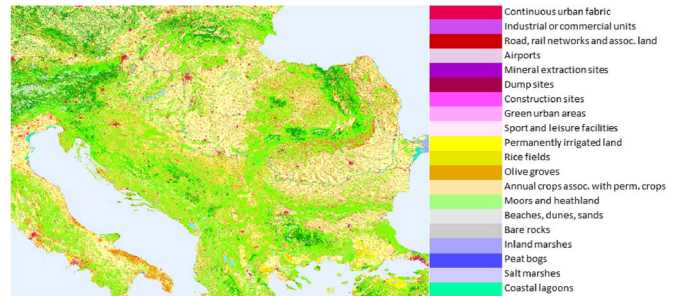 Continuous urban fabric
Industrial or commercial units
Road, rail networks and assoc. land
Airports
Mineral extraction sites
Dump sites
Construction sites
Green urban areas
Sport and leisure facilities
Permanently irrigated land
Rice fields
Olive groves
Annual crops assoc. with perm. crops
Moors and heathland
Beaches, dunes, sands
Bare rocks
Inland marshes
Peat bogs
Salt marshes
Coastal lagoons